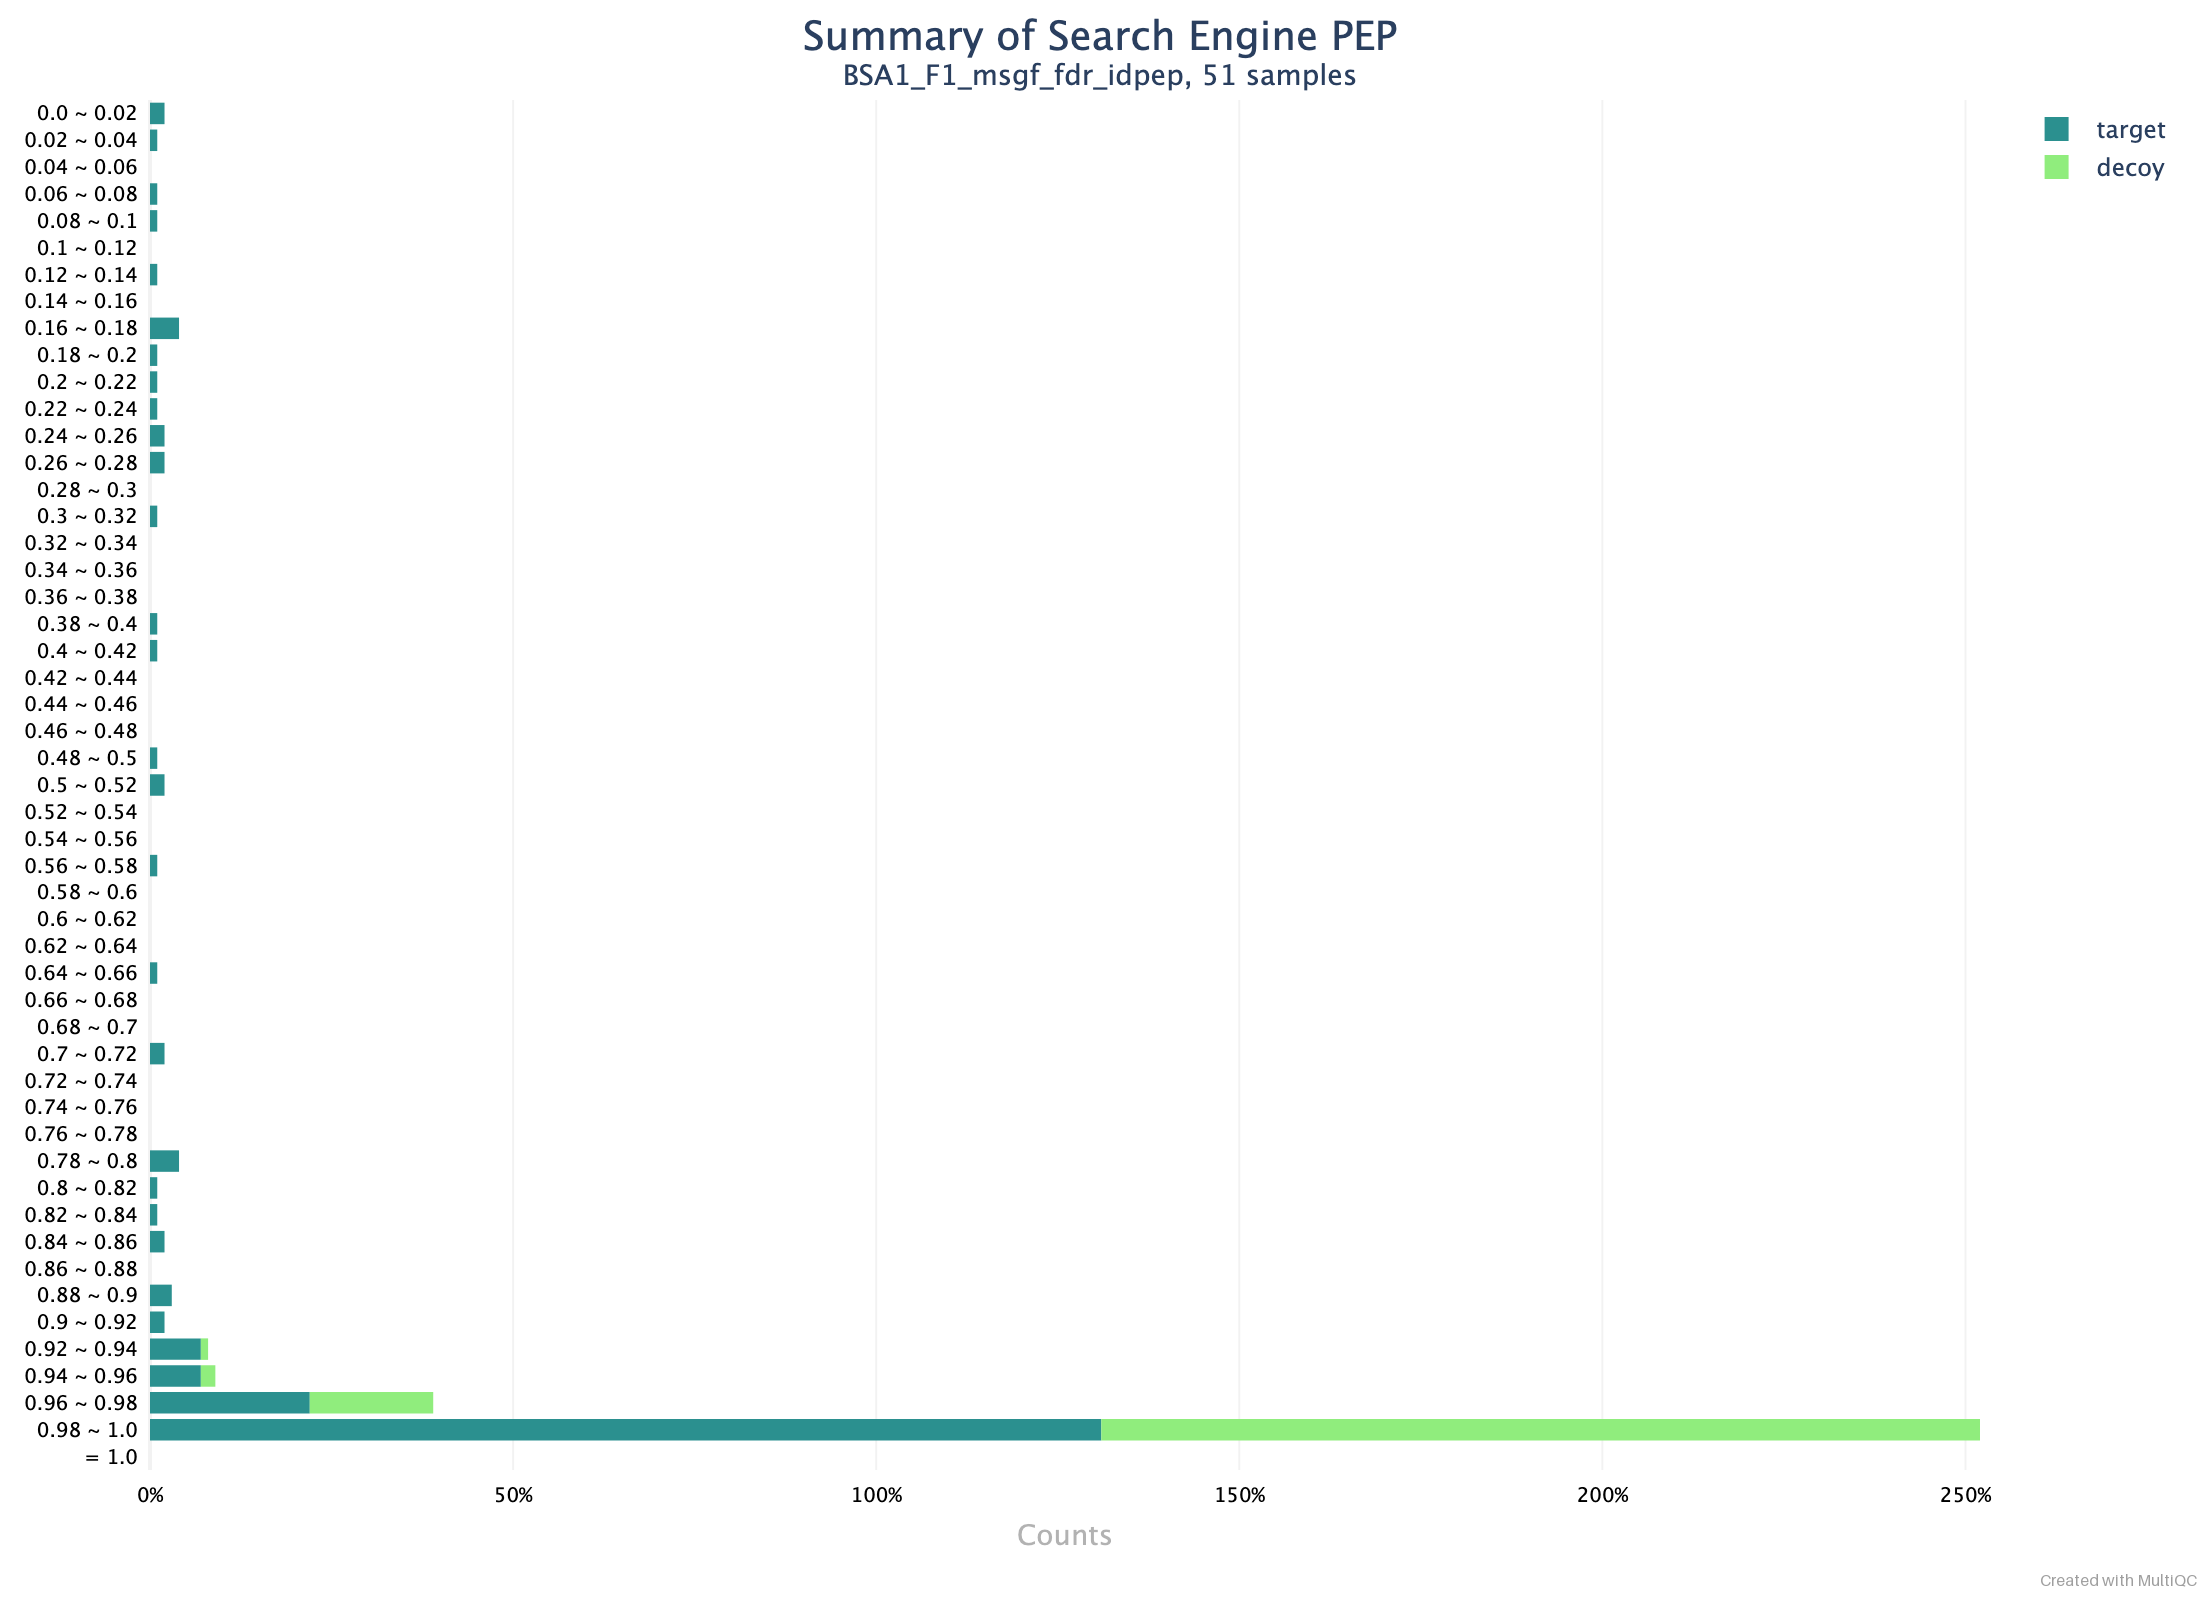 Summary of Search Engine PEP
BSA1_F1_msgf_fdr_idpep, 51 samples
target
decoy
0.0 ~ 0.02
0.02 ~ 0.04
0.04 ~ 0.06
0.06 ~ 0.08
0.08 ~ 0.1
0.1 ~ 0.12
0.12 ~ 0.14
0.14 ~ 0.16
0.16 ~ 0.18
0.18 ~ 0.2
0.2 ~ 0.22
0.22 ~ 0.24
0.24 ~ 0.26
0.26 ~ 0.28
0.28 ~ 0.3
0.3 ~ 0.32
0.32 ~ 0.34
0.34 ~ 0.36
0.36 ~ 0.38
0.38 ~ 0.4
0.4 ~ 0.42
0.42 ~ 0.44
0.44 ~ 0.46
0.46 ~ 0.48
0.48 ~ 0.5
0.5 ~ 0.52
0.52 ~ 0.54
0.54 ~ 0.56
0.56 ~ 0.58
0.58 ~ 0.6
0.6 ~ 0.62
0.62 ~ 0.64
0.64 ~ 0.66
0.66 ~ 0.68
0.68 ~ 0.7
0.7 ~ 0.72
0.72 ~ 0.74
0.74 ~ 0.76
0.76 ~ 0.78
0.78 ~ 0.8
0.8 ~ 0.82
0.82 ~ 0.84
0.84 ~ 0.86
0.86 ~ 0.88
0.88 ~ 0.9
0.9 ~ 0.92
0.92 ~ 0.94
0.94 ~ 0.96
0.96 ~ 0.98
0.98 ~ 1.0
= 1.0
0% 50% 100% 150% 200% 250%
Counts
Created with MultiQC